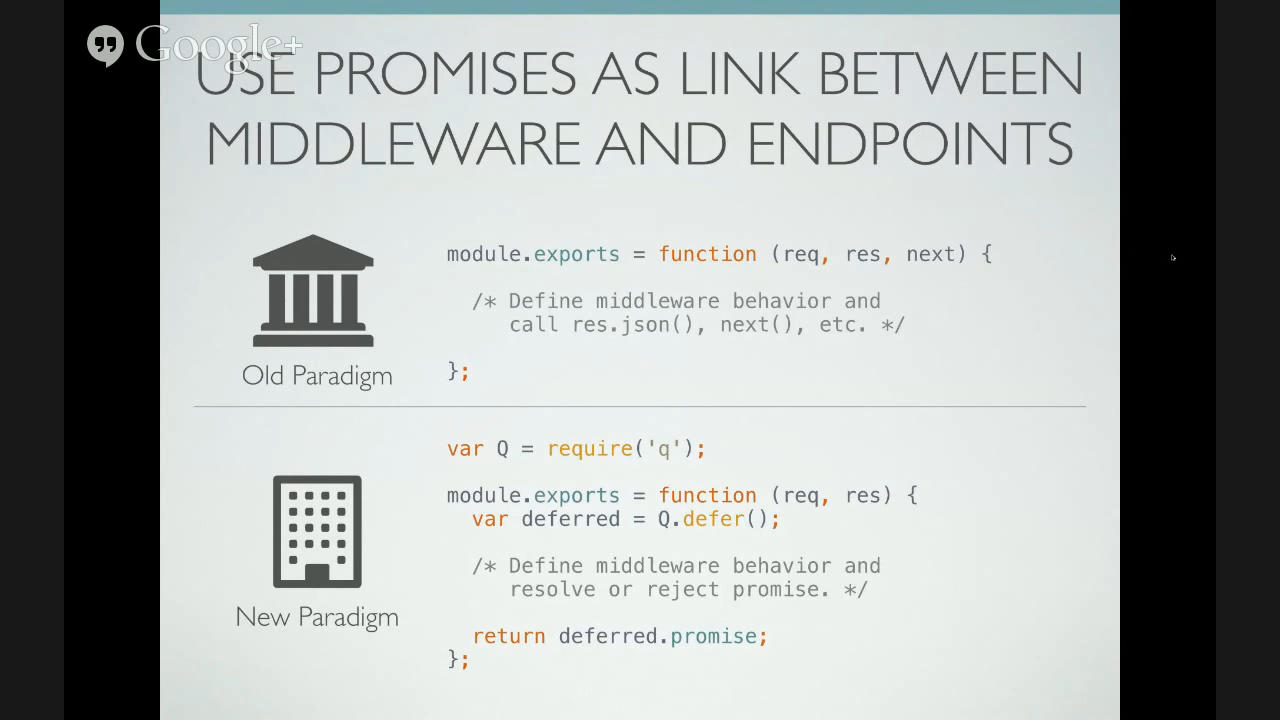 Google+
USE PROMISES AS LINK BETWEEN
MIDDLEWARE AND ENDPOINTS
module.exports = function (req, res, next) {
/* Define middleware behavior and
call res.json(), next(), etc. */
};
Old Paradigm
var Q = require('q');
module.exports = function (req, res) {
var deferred = Q.defer();
/* Define middleware behavior and
resolve or reject promise. */
return deferred.promise;
};
New Paradigm